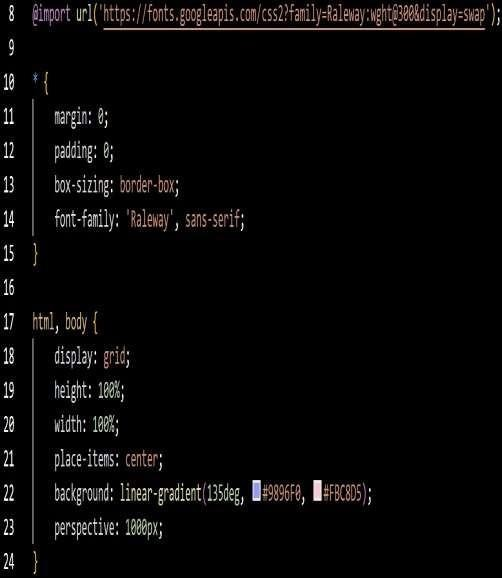 8 @import url('https://fonts.googleapis.com/css2?family=Raleway:wght@300&display=swap');
9
10 * {
11 margin: 0;
12 padding: 0;
13 box-sizing: border-box;
14 font-family: 'Raleway', sans-serif;
15 }
16
17 html, body {
18 display: grid;
19 height: 100%;
20 width: 100%;
21 place-items: center;
22 background: linear-gradient(135deg, #9896F0, #FBC8D5);
23 perspective: 1000px;
24 }